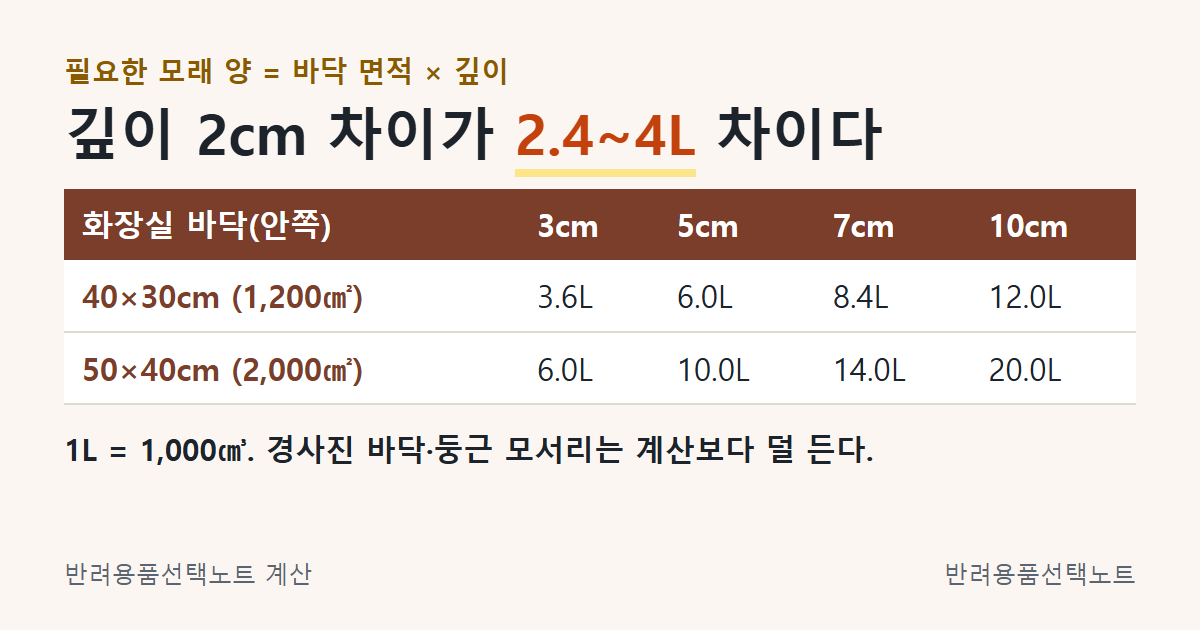 필요한 모래 양 = 바닥 면적 × 깊이
깊이 2cm 차이가 2.4~4L 차이다
화장실 바닥(안쪽) 3cm 5cm 7cm 10cm
40×30cm (1,200㎠) 3.6L 6.0L 8.4L 12.0L
50×40cm (2,000㎠) 6.0L 10.0L 14.0L 20.0L
1L = 1,000㎤. 경사진 바닥·둥근 모서리는 계산보다 덜 든다.
반려용품선택노트 계산 반려용품선택노트